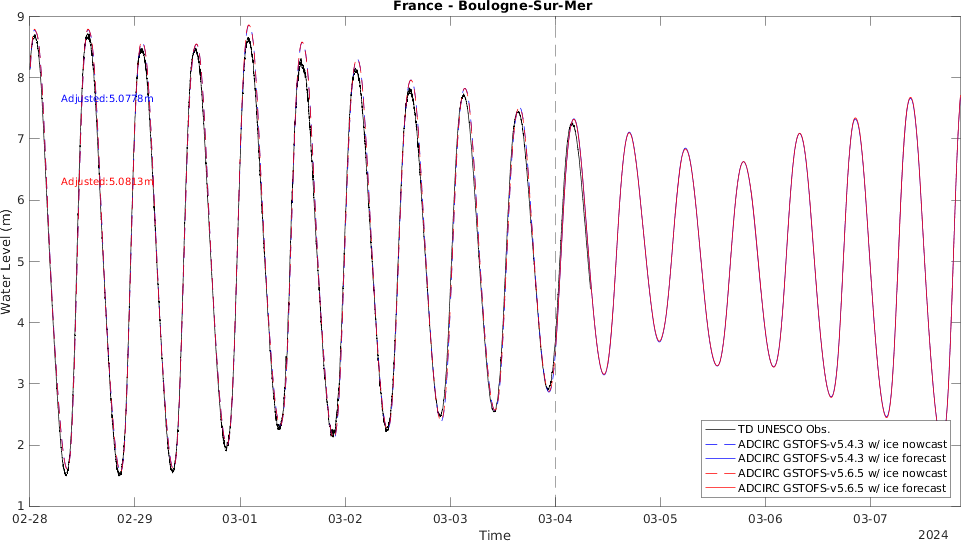 France - Boulogne-Sur-Mer
9
8
7
6
5
4
3
2
1
Water Level (m)
Adjusted:5.0778m
Adjusted:5.0813m
TD UNESCO Obs.
ADCIRC GSTOFS-v5.4.3 w/ ice nowcast
ADCIRC GSTOFS-v5.4.3 w/ ice forecast
ADCIRC GSTOFS-v5.6.5 w/ ice nowcast
ADCIRC GSTOFS-v5.6.5 w/ ice forecast
02-28 02-29 03-01 03-02 03-03 03-04 03-05 03-06 03-07
Time
2024